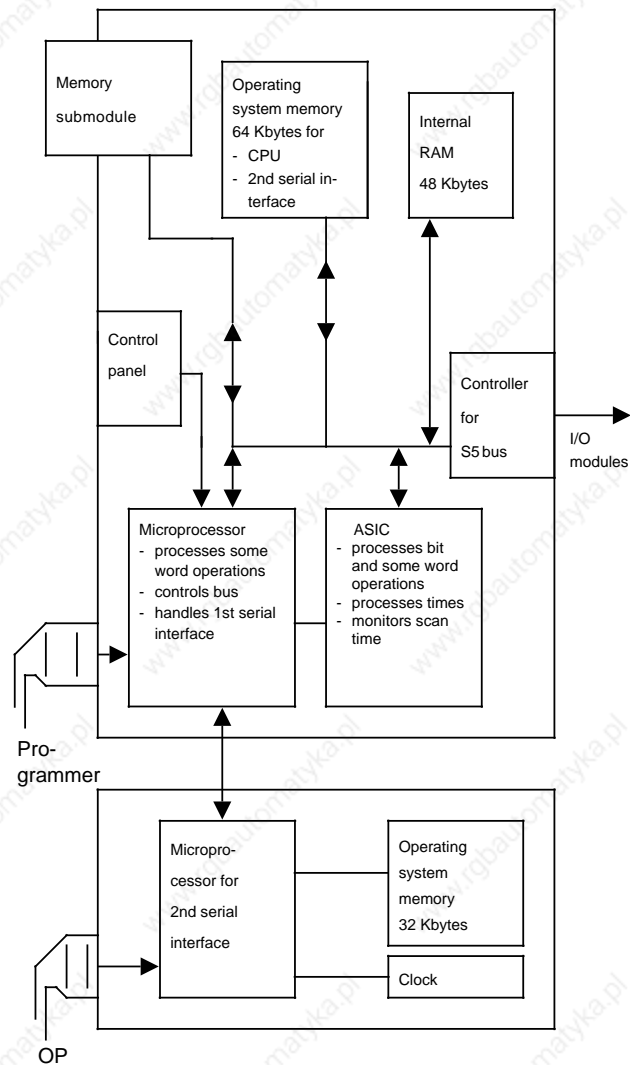 Memory
submodule
Operating
system memory
64 Kbytes for
- CPU
- 2nd serial in-
terface
Internal
RAM
48 Kbytes
Control
panel
Controller
for
S5 bus
I/O
modules
Microprocessor
- processes some
word operations
- controls bus
- handles 1st serial
interface
ASIC
- processes bit
and some word
operations
- processes times
- monitors scan
time
Pro-
grammer
Micropro-
cessor for
2nd serial
interface
Operating
system
memory
32 Kbytes
Clock
OP
www.rgbautomatyka.pl